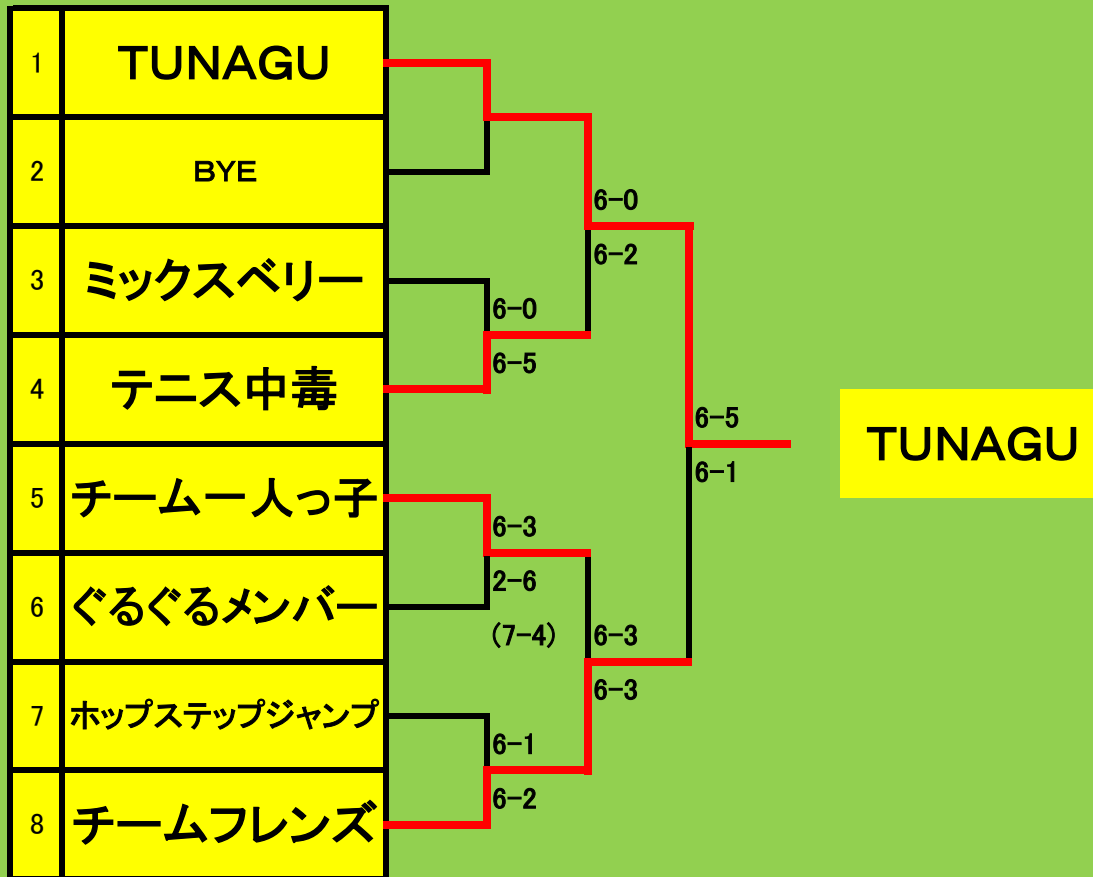 1 TUNAGU
2 BYE
6-0
6-2
3 ミックスベリー
6-0
4 テニス中毒
6-5
6-5
TUNAGU
6-1
5 チーム一人っ子
6-3
6 ぐるぐるメンバー
2-6
(7-4)
6-3
6-3
7 ホップステップジャンプ
6-1
8 チームフレンズ
6-2